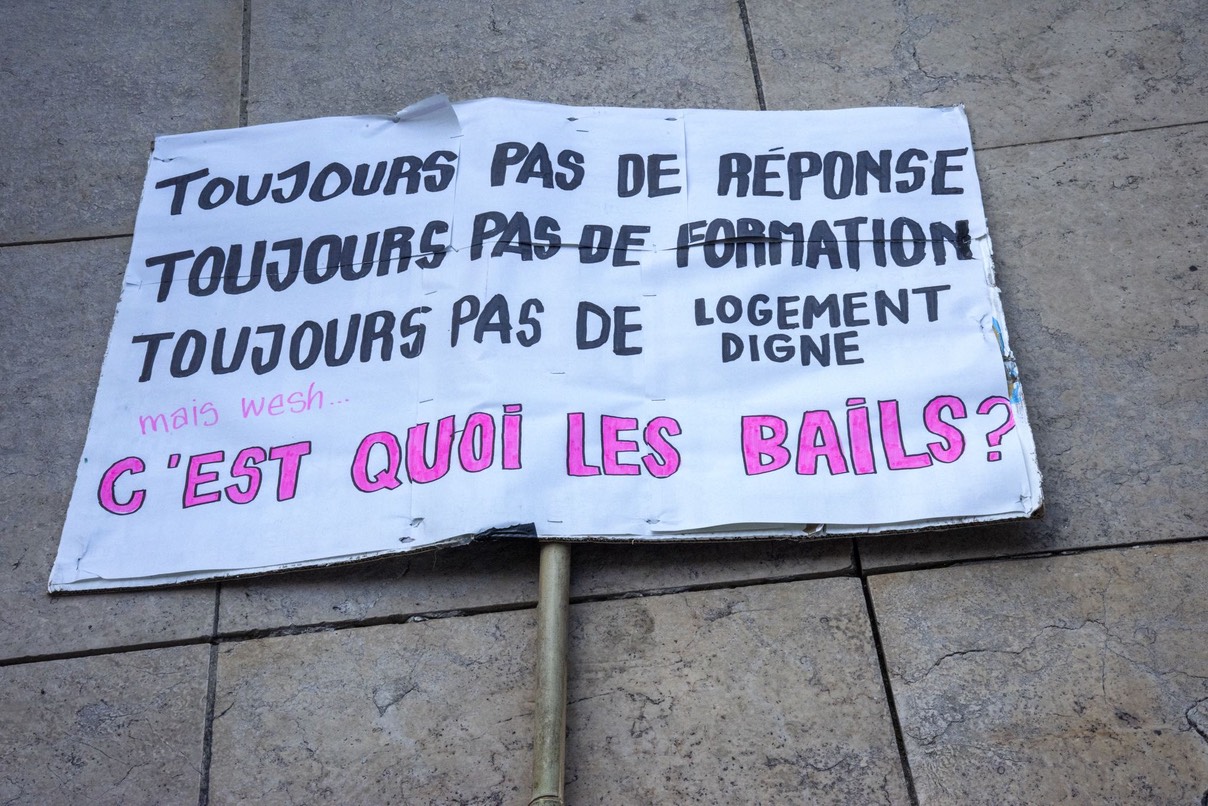 TOUJOURS PAS DE RÉPONSE
TOUJOURS PAS DE FORMATION
TOUJOURS PAS DE LOGEMENT DIGNE
mais wesh...
C'EST QUOI LES BAILS?